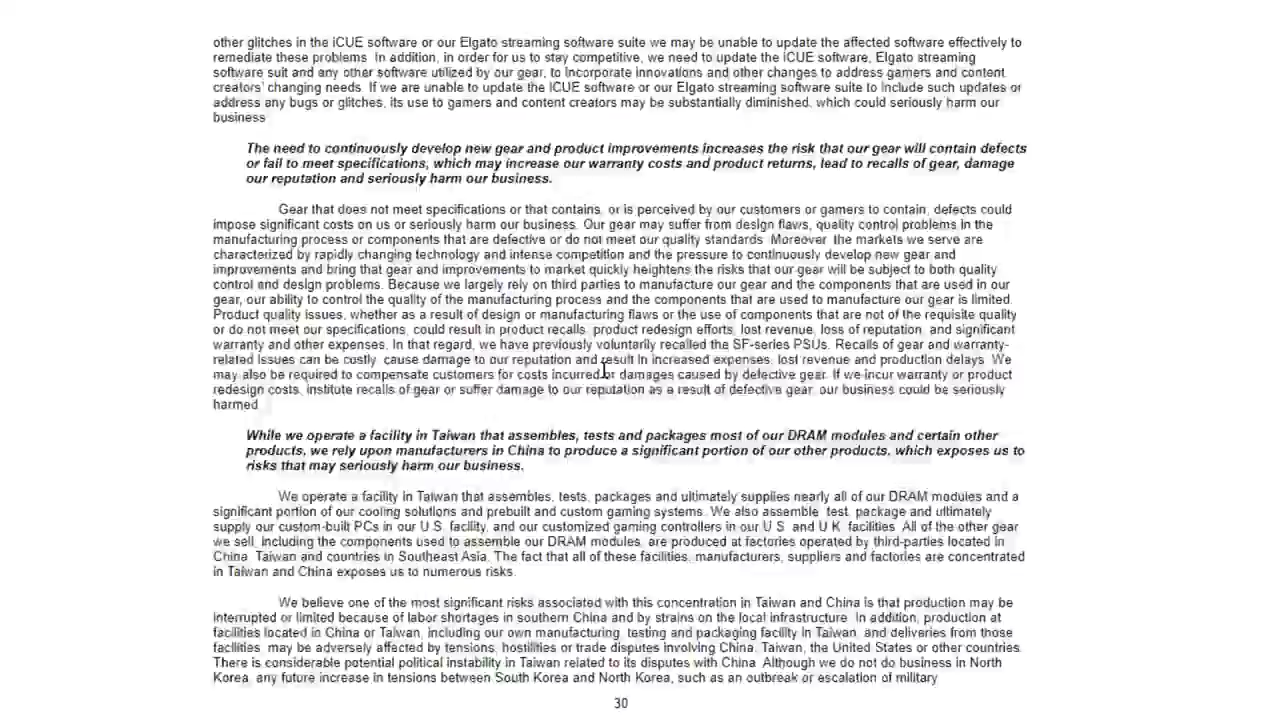 other glitches in the iCUE software or our Elgato streaming software suite we may be unable to update the affected software effectively to
remediate these problems. In addition, in order for us to stay competitive, we need to update the iCUE software, Elgato streaming
software suit and any other software utilized by our gear, to incorporate innovations and other changes to address gamers and content
creators' changing needs. If we are unable to update the iCUE software or our Elgato streaming software suite to include such updates or
address any bugs or glitches, its use to gamers and content creators may be substantially diminished, which could seriously harm our
business.
The need to continuously develop new gear and product improvements increases the risk that our gear will contain defects
or fail to meet specifications, which may increase our warranty costs and product returns, lead to recalls of gear, damage
our reputation and seriously harm our business.
Gear that does not meet specifications or that contains, or is perceived by our customers or gamers to contain, defects could
impose significant costs on us or seriously harm our business. Our gear may suffer from design flaws, quality control problems in the
manufacturing process or components that are defective or do not meet our quality standards. Moreover, the markets we serve are
characterized by rapidly changing technology and intense competition and the pressure to continuously develop new gear and
improvements and bring that gear and improvements to market quickly heightens the risks that our gear will be subject to both quality
control and design problems. Because we largely rely on third parties to manufacture our gear and the components that are used in our
gear, our ability to control the quality of the manufacturing process and the components that are used to manufacture our gear is limited.
Product quality issues, whether as a result of design or manufacturing flaws or the use of components that are not of the requisite quality
or do not meet our specifications, could result in product recalls, product redesign efforts, lost revenue, loss of reputation, and significant
warranty and other expenses. In that regard, we have previously voluntarily recalled the SF-series PSUs. Recalls of gear and warranty-
related issues can be costly, cause damage to our reputation and result in increased expenses, lost revenue and production delays. We
may also be required to compensate customers for costs incurred or damages caused by defective gear. If we incur warranty or product
redesign costs, institute recalls of gear or suffer damage to our reputation as a result of defective gear, our business could be seriously
harmed.
While we operate a facility in Taiwan that assembles, tests and packages most of our DRAM modules and certain other
products, we rely upon manufacturers in China to produce a significant portion of our other products, which exposes us to
risks that may seriously harm our business.
We operate a facility in Taiwan that assembles, tests, packages and ultimately supplies nearly all of our DRAM modules and a
significant portion of our cooling solutions and prebuilt and custom gaming systems. We also assemble, test, package and ultimately
supply our custom-built PCs in our U.S. facility, and our customized gaming controllers in our U.S. and U.K. facilities. All of the other gear
we sell, including the components used to assemble our DRAM modules, are produced at factories operated by third-parties located in
China, Taiwan and countries in Southeast Asia. The fact that all of these facilities, manufacturers, suppliers and factories are concentrated
in Taiwan and China exposes us to numerous risks.
We believe one of the most significant risks associated with this concentration in Taiwan and China is that production may be
interrupted or limited because of labor shortages in southern China and by strains on the local infrastructure. In addition, production at
facilities located in China or Taiwan, including our own manufacturing, testing and packaging facility in Taiwan, and deliveries from those
facilities, may be adversely affected by tensions, hostilities or trade disputes involving China, Taiwan, the United States or other countries.
There is considerable potential political instability in Taiwan related to its disputes with China. Although we do not do business in North
Korea, any future increase in tensions between South Korea and North Korea, such as an outbreak or escalation of military
30